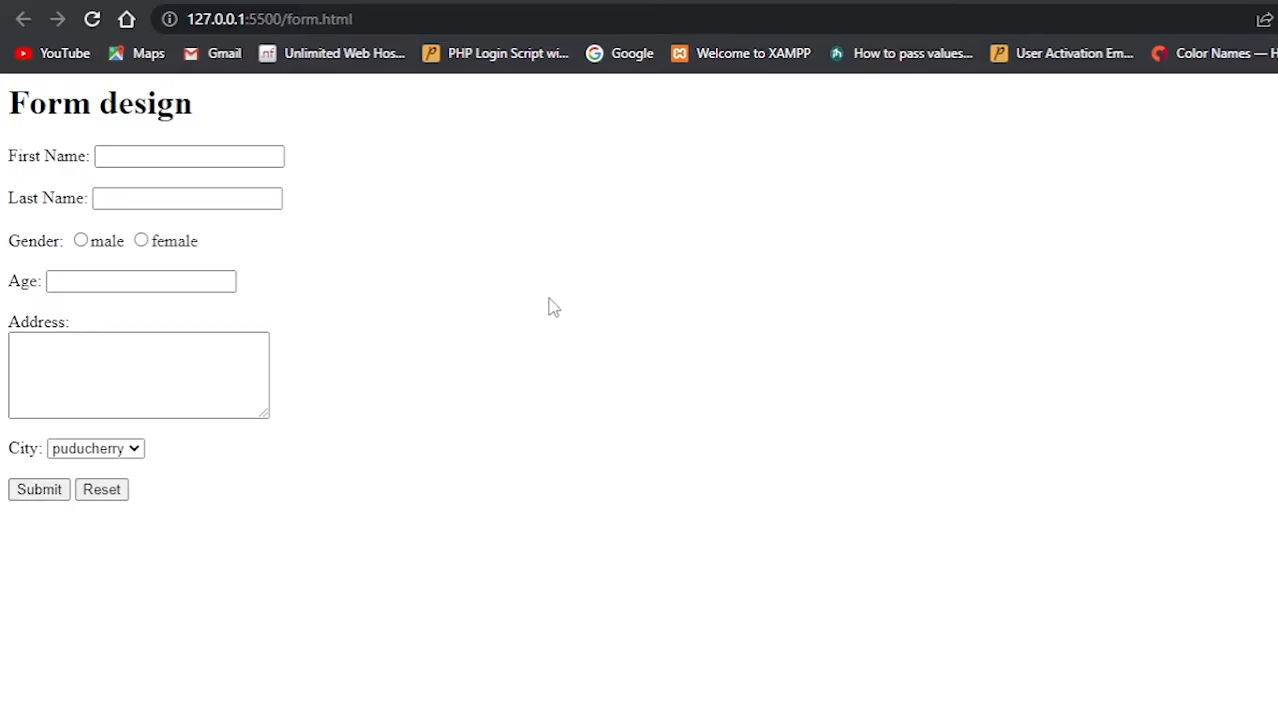 127.0.0.1:5500/form.html
YouTube Maps Gmail nf Unlimited Web Hos... PHP Login Script wi... Google Welcome to XAMPP How to pass values... User Activation Em... Color Names — H
Form design
First Name:
Last Name:
Gender: male female
Age:
Address:
City: puducherry
Submit Reset